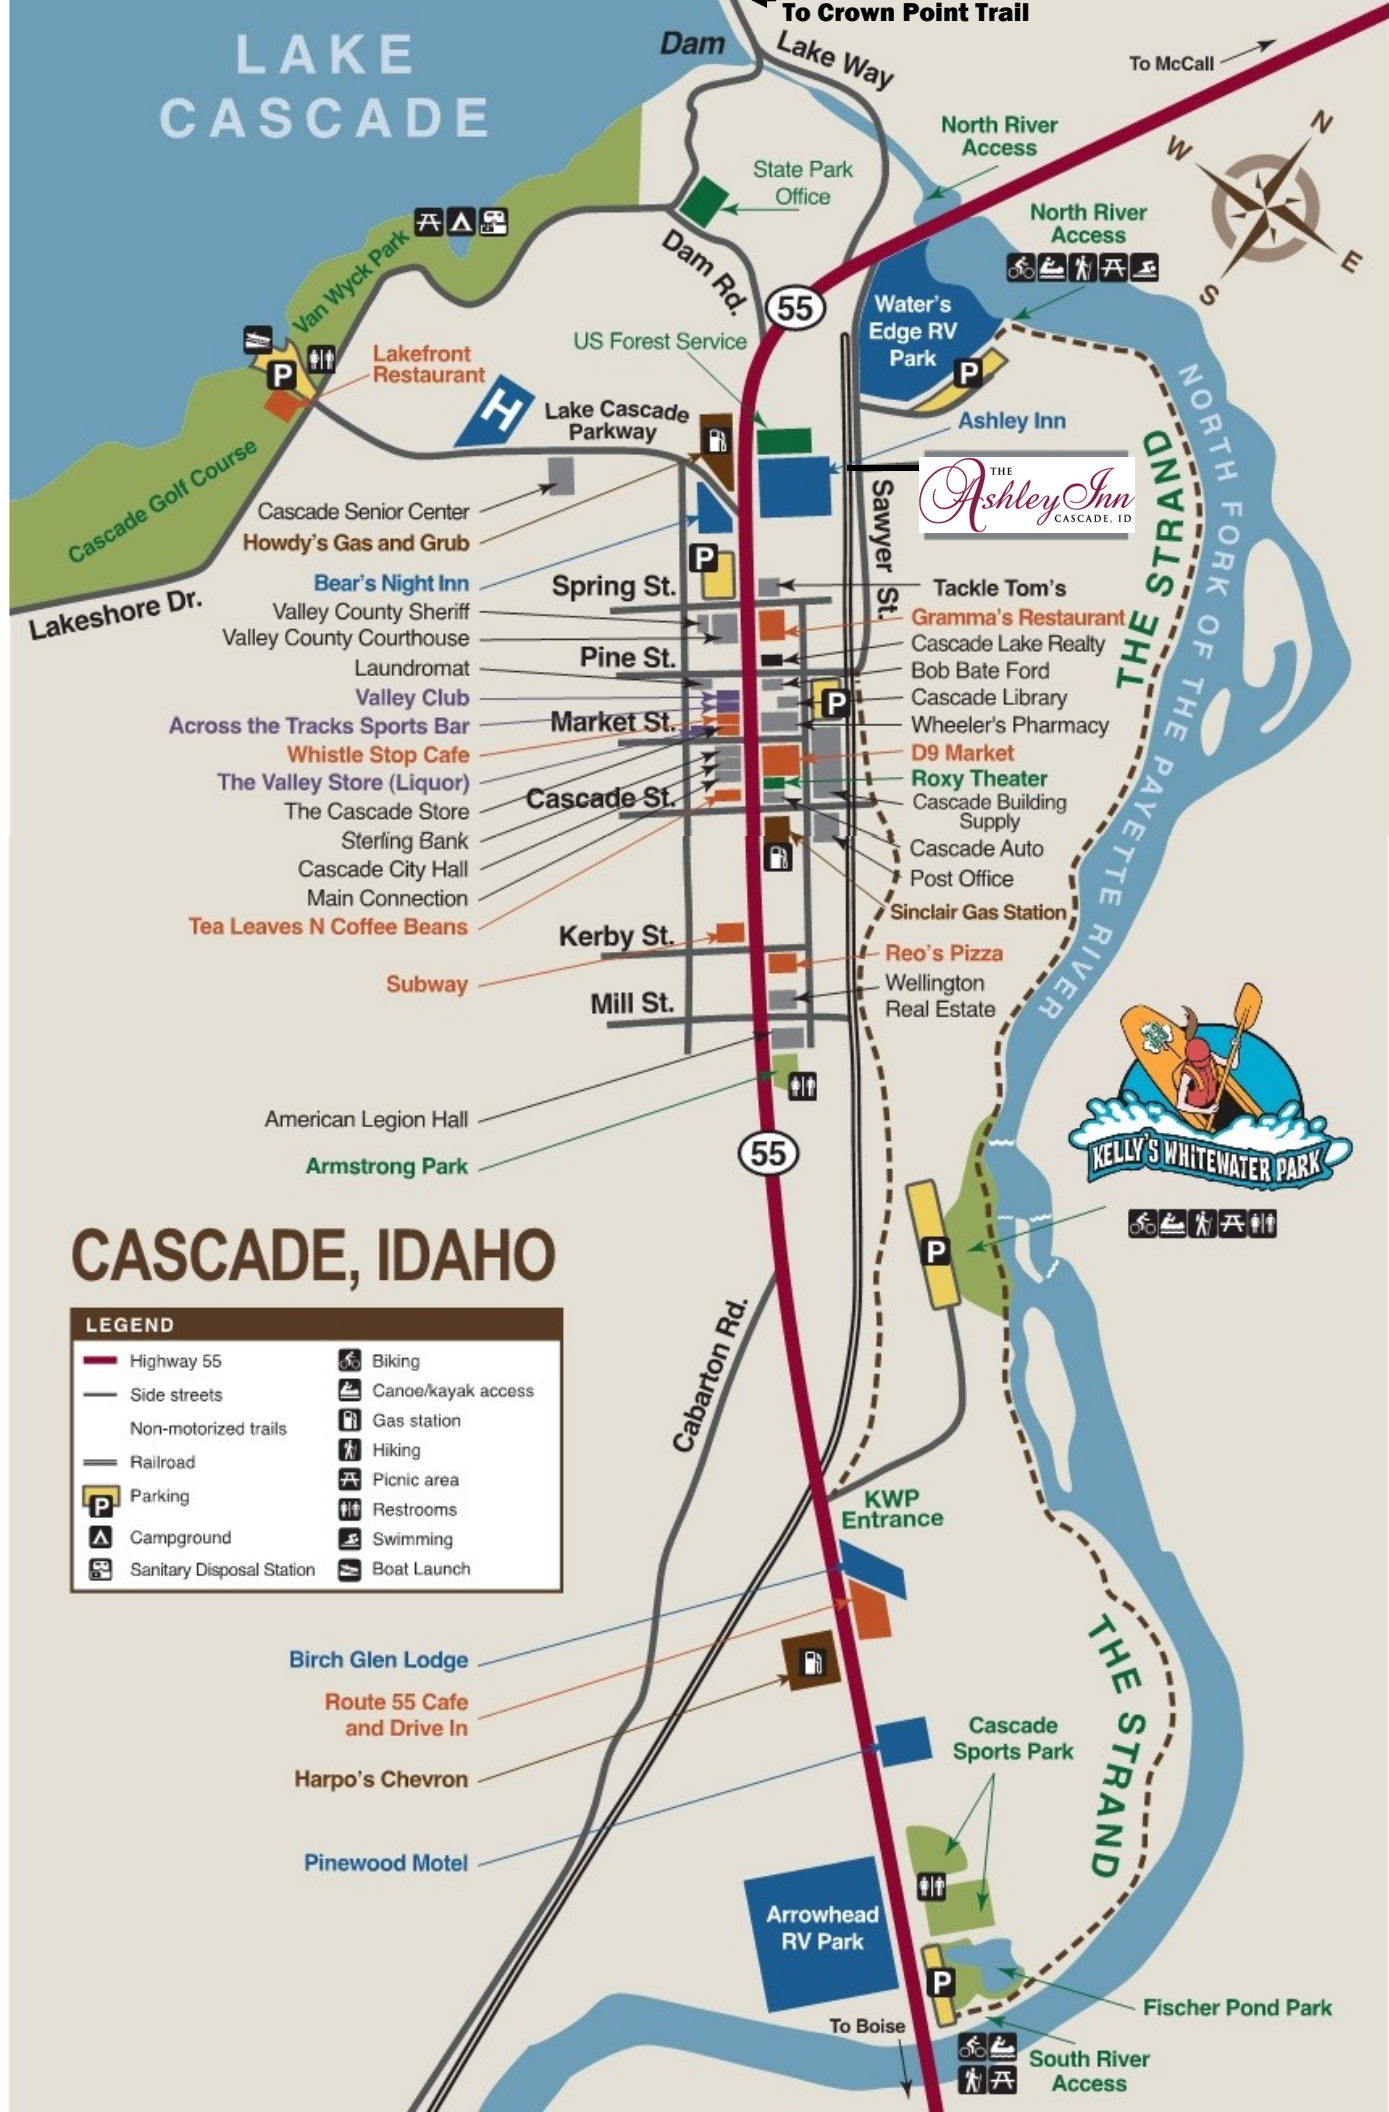 To Crown Point Trail
LAKE
CASCADE
Dam
Lake Way
To McCall
North River
Access
N
W
E
S
State Park
Office
North River
Access
Dam Rd.
Van Wyck Park
55
Water's
Edge RV
Park
P
US Forest Service
P
Lakefront
Restaurant
H
Lake Cascade
Parkway
Ashley Inn
THE
Ashley Inn
CASCADE, ID
Cascade Golf Course
Lakeshore Dr.
Sawyer St.
THE STRAND
NORTH FORK OF THE PAYETTE RIVER
Cascade Senior Center
Howdy's Gas and Grub
P
Bear's Night Inn
Spring St.
Tackle Tom's
Valley County Sheriff
Gramma's Restaurant
Valley County Courthouse
Cascade Lake Realty
Pine St.
Laundromat
Bob Bate Ford
Valley Club
Cascade Library
P
Across the Tracks Sports Bar
Market St.
Wheeler's Pharmacy
Whistle Stop Cafe
D9 Market
The Valley Store (Liquor)
Roxy Theater
Cascade St.
Cascade Building
Supply
The Cascade Store
Sterling Bank
Cascade Auto
Cascade City Hall
Post Office
Main Connection
Sinclair Gas Station
Tea Leaves N Coffee Beans
Kerby St.
Reo's Pizza
Subway
Wellington
Real Estate
Mill St.
American Legion Hall
Armstrong Park
55
KELLY'S WHITEWATER PARK
P
CASCADE, IDAHO
LEGEND
Highway 55
Side streets
Non-motorized trails
Railroad
P
Parking
Campground
Sanitary Disposal Station
Biking
Canoe/kayak access
Gas station
Hiking
Picnic area
Restrooms
Swimming
Boat Launch
Cabarton Rd.
KWP
Entrance
Birch Glen Lodge
Route 55 Cafe
and Drive In
Harpo's Chevron
Pinewood Motel
THE STRAND
Cascade
Sports Park
Arrowhead
RV Park
P
Fischer Pond Park
To Boise
South River
Access